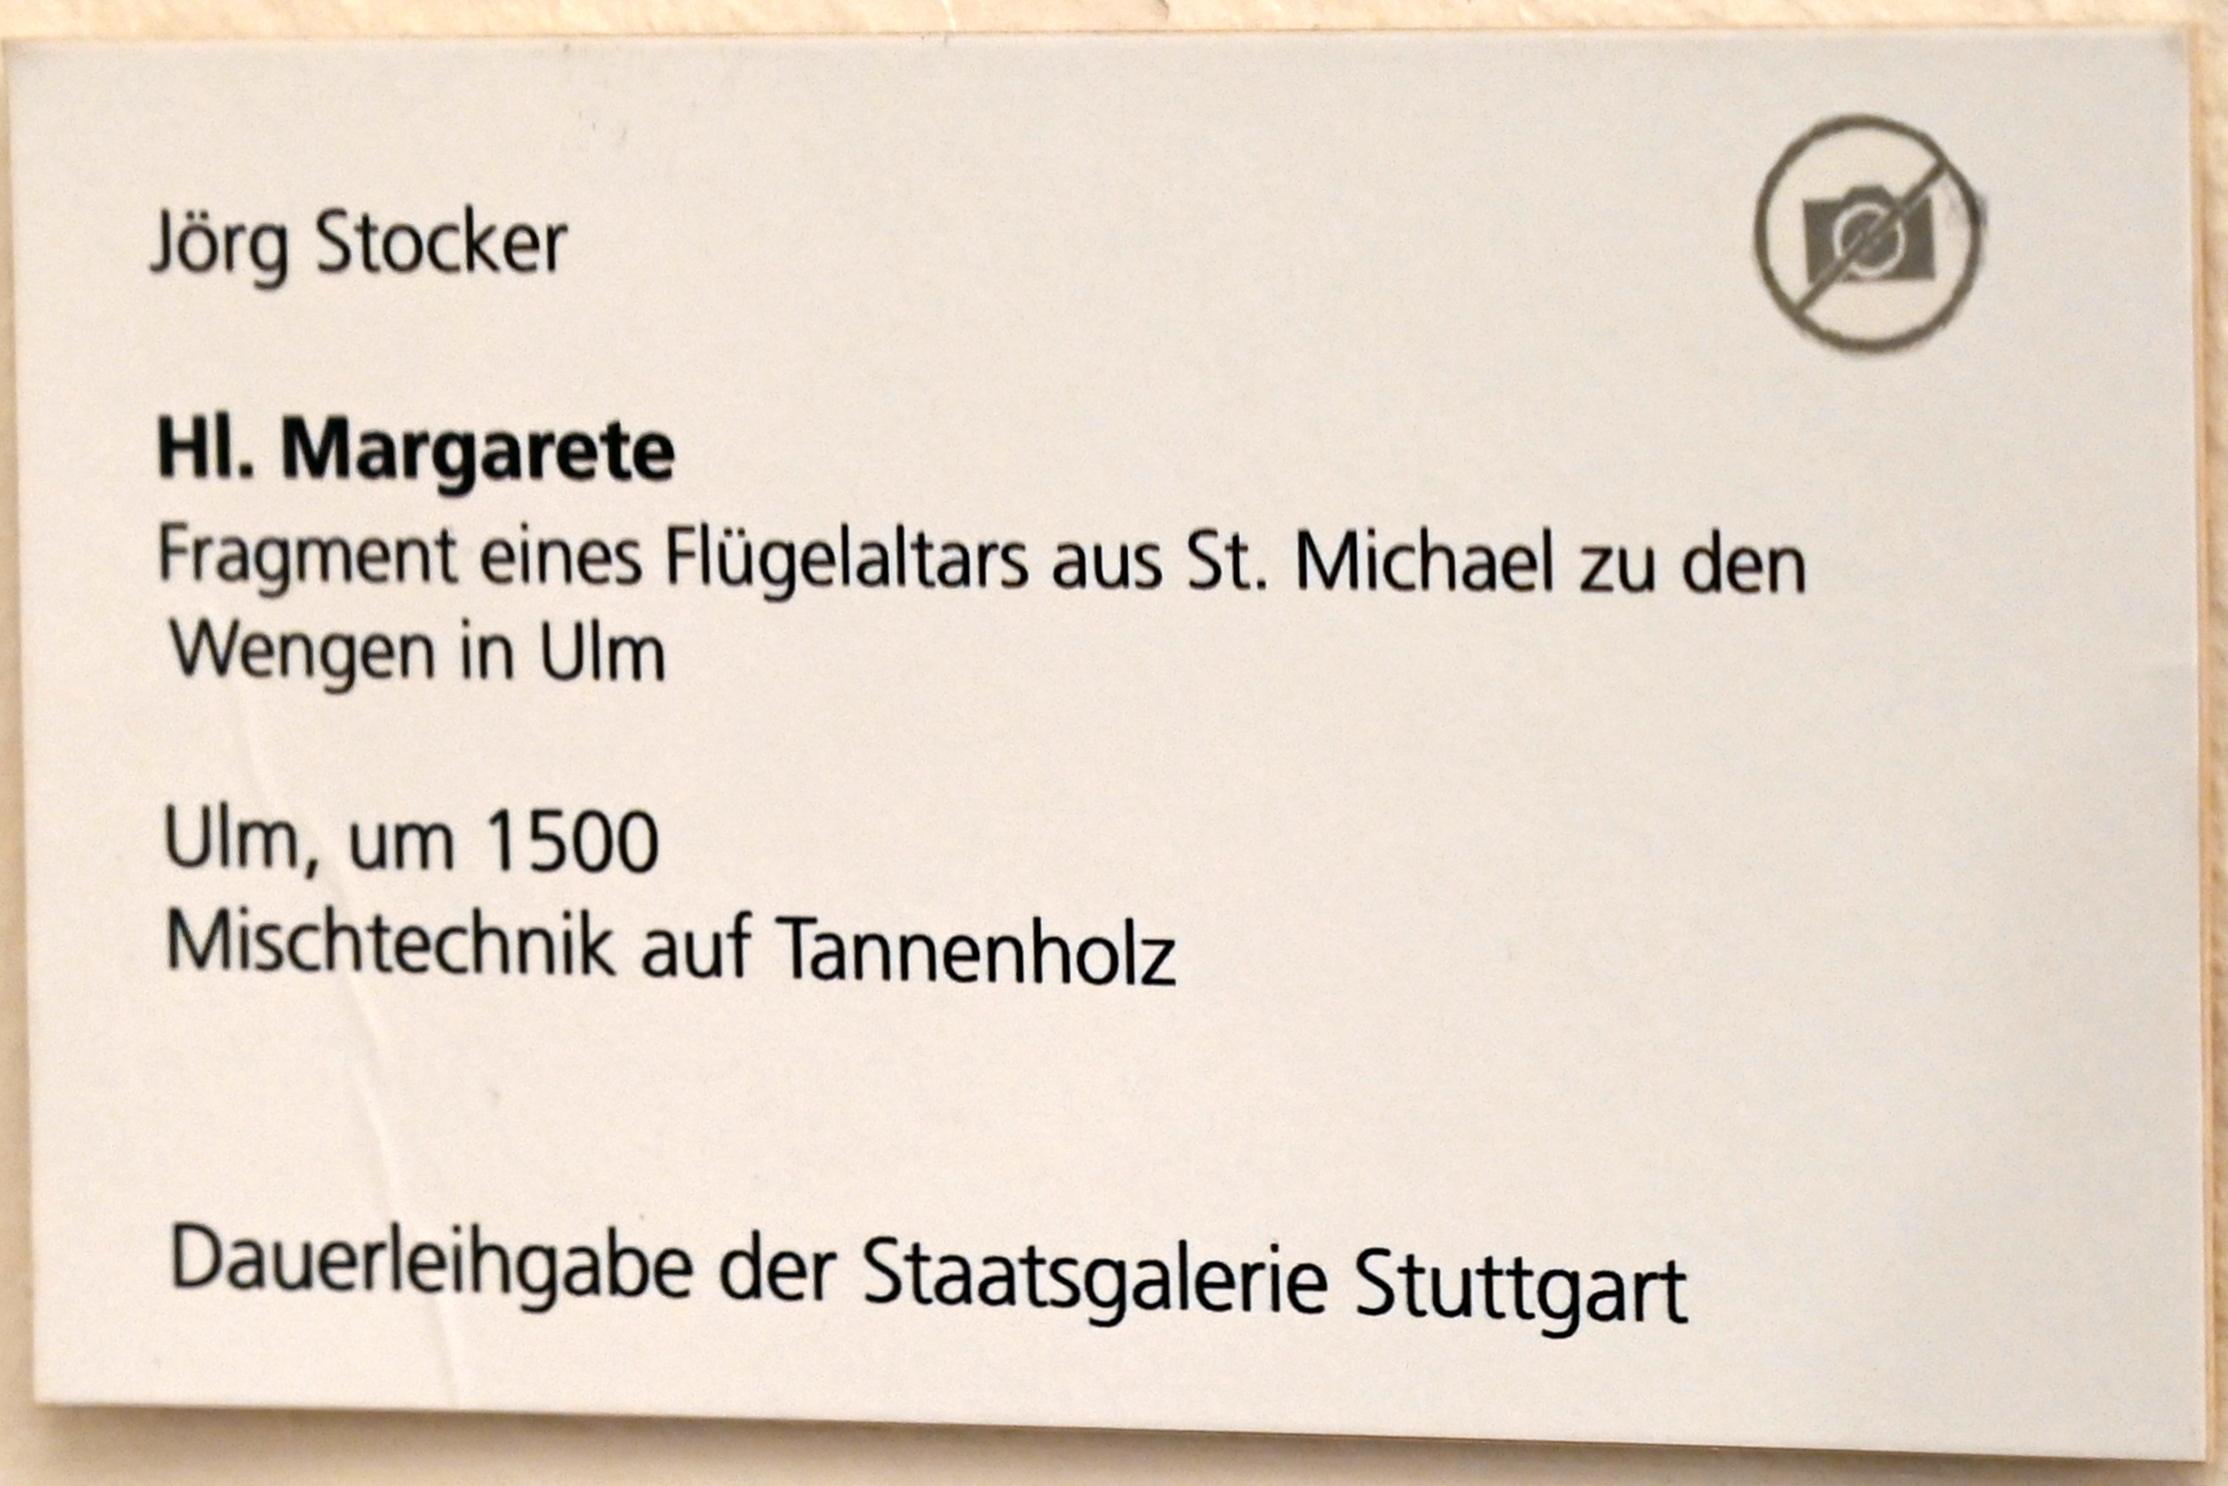 Jörg Stocker
Hl. Margarete
Fragment eines Flügelaltars aus St. Michael zu den
Wengen in Ulm
Ulm, um 1500
Mischtechnik auf Tannenholz
Dauerleihgabe der Staatsgalerie Stuttgart